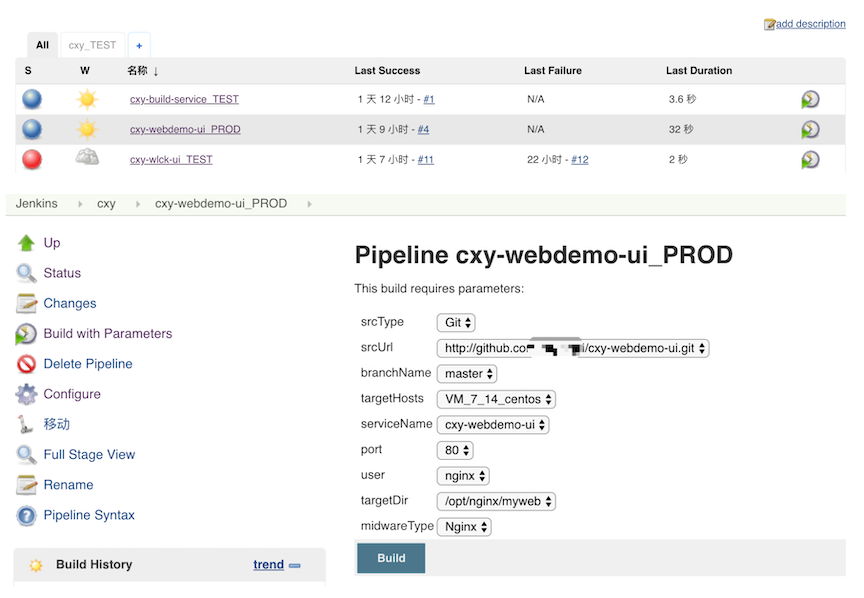 add description
All cxy_TEST +
S W 名称 ↓ Last Success Last Failure Last Duration
cxy-build-service_TEST 1 天 12 小时 - #1 N/A 3.6 秒
cxy-webdemo-ui_PROD 1 天 9 小时 - #4 N/A 32 秒
cxy-wlck-ui_TEST 1 天 7 小时 - #11 22 小时 - #12 2 秒
Jenkins cxy cxy-webdemo-ui_PROD
Up
Status
Changes
Build with Parameters
Delete Pipeline
Configure
移动
Full Stage View
Rename
Pipeline Syntax
Build History trend
Pipeline cxy-webdemo-ui_PROD
This build requires parameters:
srcType Git
srcUrl http://github.co i/cxy-webdemo-ui.git
branchName master
targetHosts VM_7_14_centos
serviceName cxy-webdemo-ui
port 80
user nginx
targetDir /opt/nginx/myweb
midwareType Nginx
Build